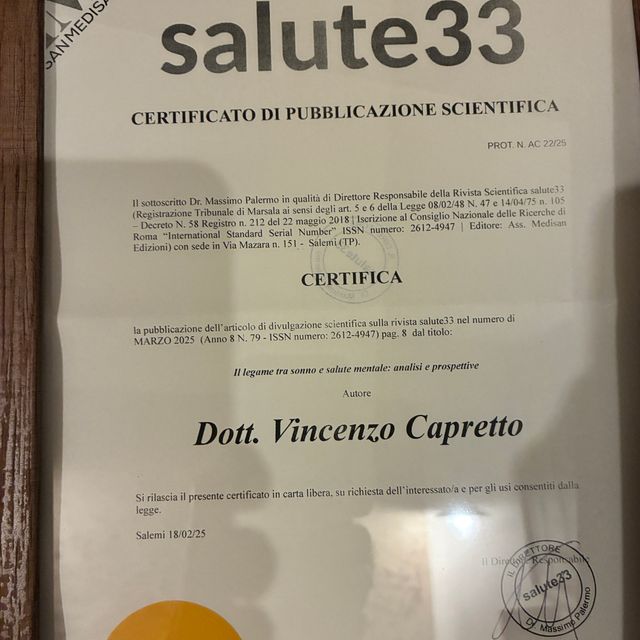 SANMEDISA
salute33
CERTIFICATO DI PUBBLICAZIONE SCIENTIFICA
PROT. N. AC 22/25
Il sottoscritto Dr. Massimo Palermo in qualità di Direttore Responsabile della Rivista Scientifica salute33
(Registrazione Tribunale di Marsala ai sensi degli art. 5 e 6 della Legge 08/02/48 N. 47 e 14/04/75 n. 105
– Decreto N. 58 Registro n. 212 del 22 maggio 2018 | Iscrizione al Consiglio Nazionale delle Ricerche di
Roma “International Standard Serial Number” ISSN numero: 2612-4947 | Editore: Ass. Medisan
Edizioni) con sede in Via Mazara n. 151 - Salemi (TP).
CERTIFICA
la pubblicazione dell’articolo di divulgazione scientifica sulla rivista salute33 nel numero di
MARZO 2025 (Anno 8 N. 79 - ISSN numero: 2612-4947) pag. 8 dal titolo:
Il legame tra sonno e salute mentale: analisi e prospettive
Autore
Dott. Vincenzo Capretto
Si rilascia il presente certificato in carta libera, su richiesta dell’interessato/a e per gli usi consentiti dalla
legge.
Salemi 18/02/25
Il Direttore Responsabile
IL DIRETTORE
salute33
Dr. Massimo Palermo